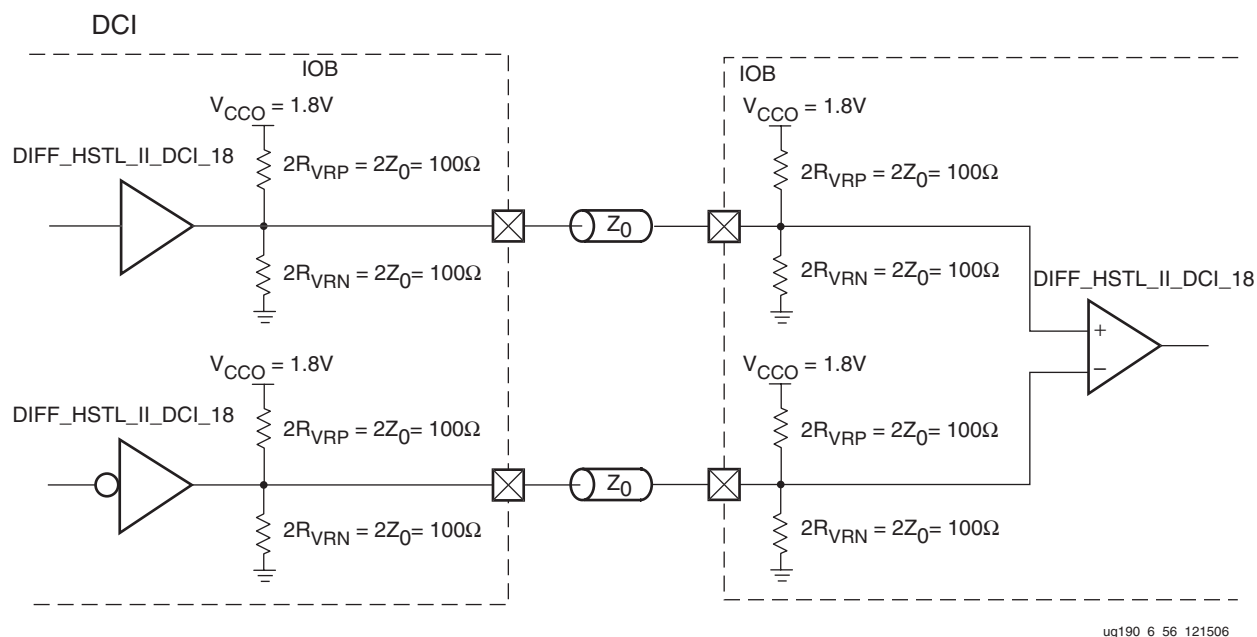 DCI
IOB
IOB
VCCO = 1.8V
VCCO = 1.8V
DIFF_HSTL_II_DCI_18
2RVRP = 2Z0= 100Ω
2RVRP = 2Z0= 100Ω
Z0
2RVRN = 2Z0= 100Ω
2RVRN = 2Z0= 100Ω
DIFF_HSTL_II_DCI_18
+
−
VCCO = 1.8V
VCCO = 1.8V
DIFF_HSTL_II_DCI_18
2RVRP = 2Z0= 100Ω
2RVRP = 2Z0= 100Ω
Z0
2RVRN = 2Z0= 100Ω
2RVRN = 2Z0= 100Ω
ug190_6_56_121506